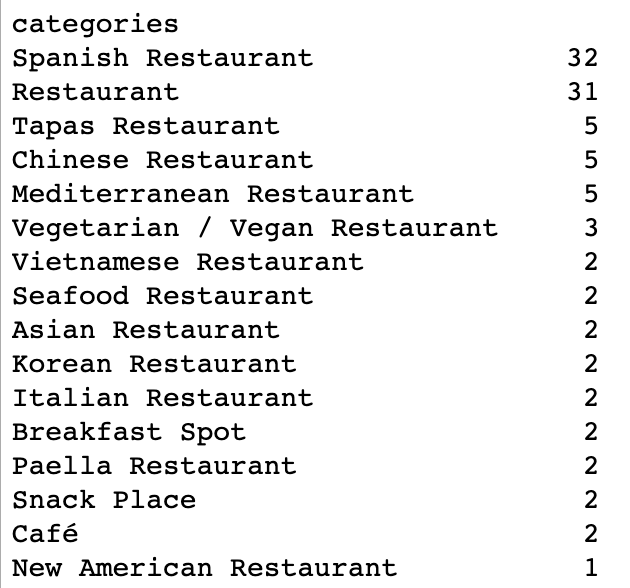 categories
Spanish Restaurant 32
Restaurant 31
Tapas Restaurant 5
Chinese Restaurant 5
Mediterranean Restaurant 5
Vegetarian / Vegan Restaurant 3
Vietnamese Restaurant 2
Seafood Restaurant 2
Asian Restaurant 2
Korean Restaurant 2
Italian Restaurant 2
Breakfast Spot 2
Paella Restaurant 2
Snack Place 2
Café 2
New American Restaurant 1